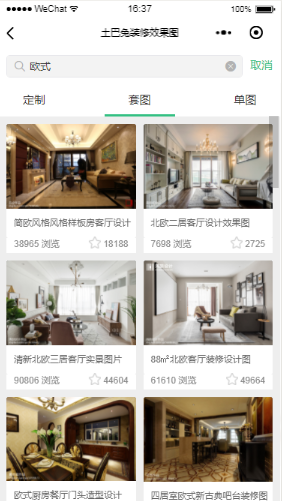 WeChat
16:37
100%
土巴兔装修效果图
欧式
取消
定制
套图
单图
简欧风格风格样板房客厅设计
北欧二居客厅设计效果图
38965 浏览
18188
7698 浏览
2725
清新北欧三居客厅实景图片
88㎡北欧客厅装修设计图
90806 浏览
44604
61610 浏览
49664
欧式厨房餐厅门头造型设计
四居室欧式新古典吧台装修图